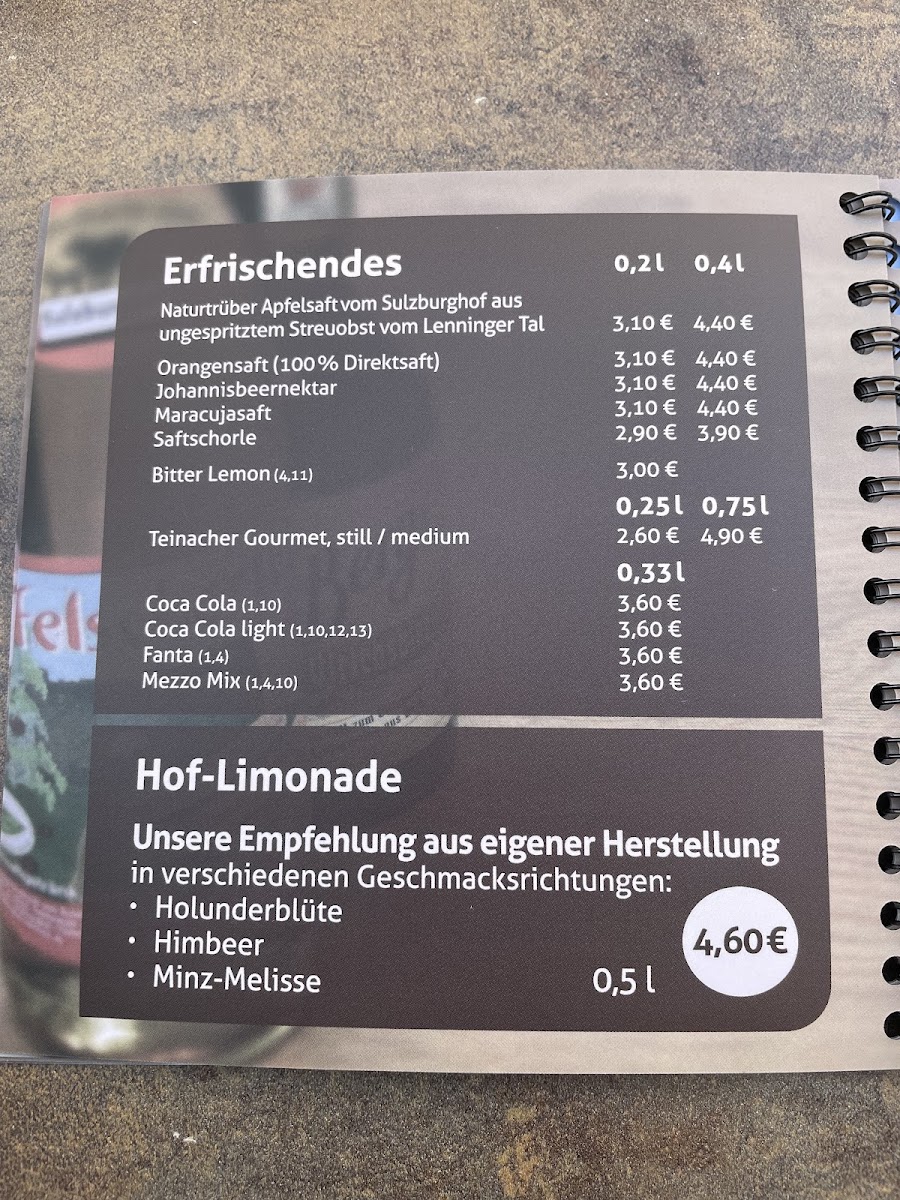 Erfrischendes 0,2 l 0,4 l
Naturtrüber Apfelsaft vom Sulzburghof aus
ungespritztem Streuobst vom Lenninger Tal 3,10 € 4,40 €
Orangensaft (100 % Direktsaft) 3,10 € 4,40 €
Johannisbeernektar 3,10 € 4,40 €
Maracujasaft 3,10 € 4,40 €
Saftschorle 2,90 € 3,90 €
Bitter Lemon (4,11) 3,00 €
0,25 l 0,75 l
Teinacher Gourmet, still / medium 2,60 € 4,90 €
0,33 l
Coca Cola (1,10) 3,60 €
Coca Cola light (1,10,12,13) 3,60 €
Fanta (1,4) 3,60 €
Mezzo Mix (1,4,10) 3,60 €
Hof-Limonade
Unsere Empfehlung aus eigener Herstellung
in verschiedenen Geschmacksrichtungen:
• Holunderblüte
• Himbeer
• Minz-Melisse 0,5 l 4,60 €